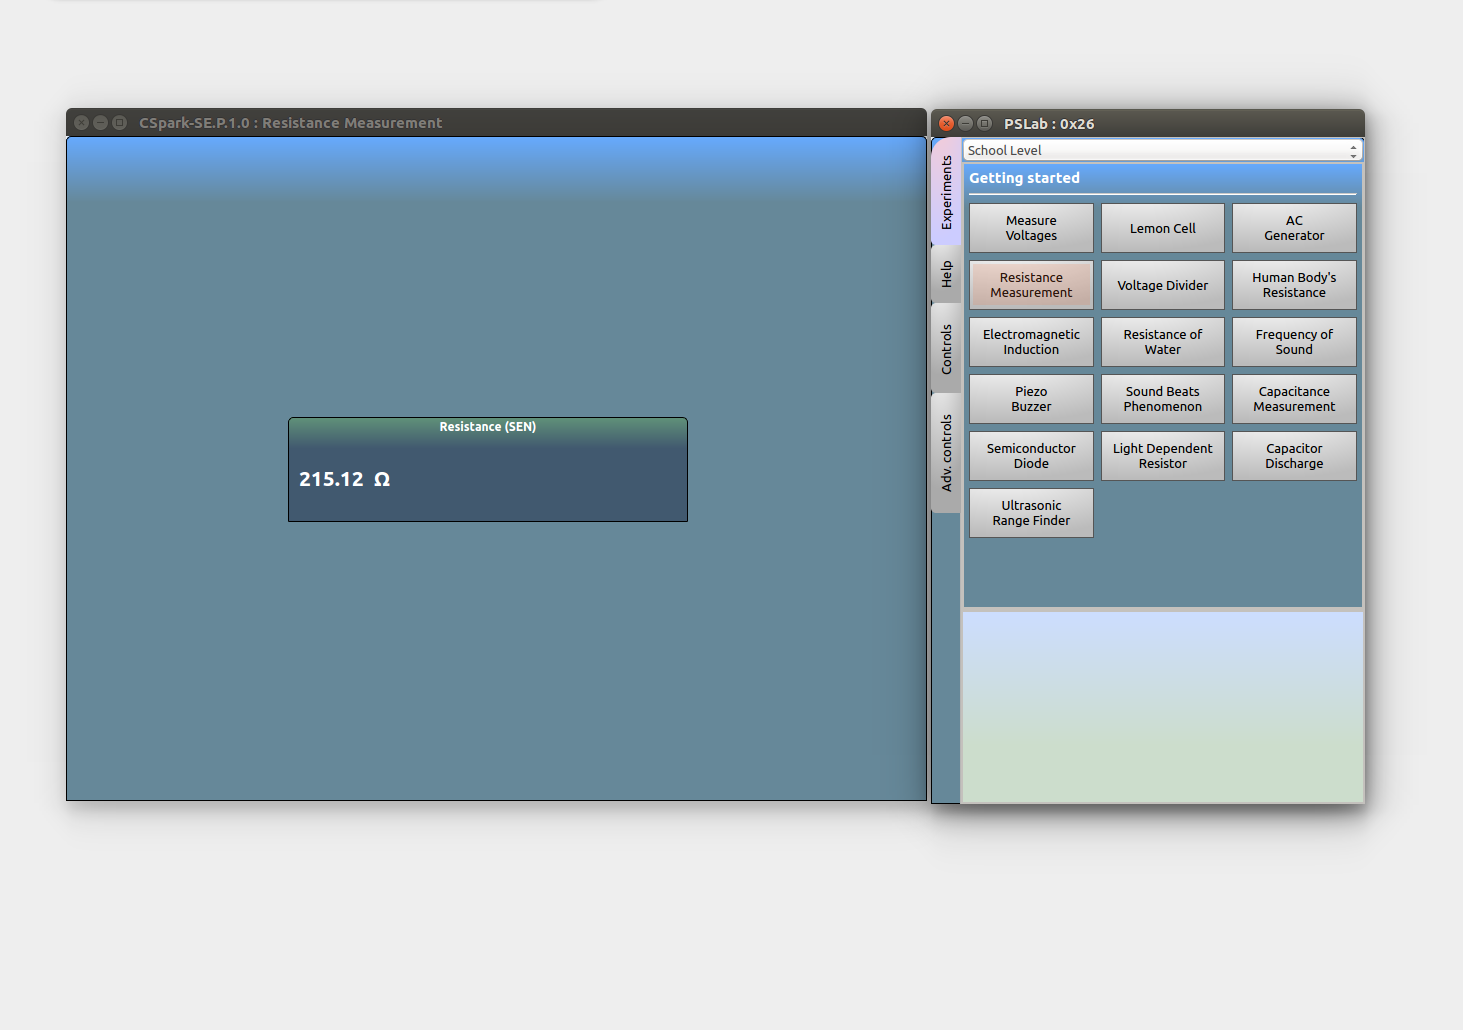 CSpark-SE.P.1.0 : Resistance Measurement
Resistance (SEN)
215.12 Ω
PSLab : 0x26
Experiments
Help
Controls
Adv. controls
School Level
Getting started
Measure
Voltages
Lemon Cell
AC
Generator
Resistance
Measurement
Voltage Divider
Human Body's
Resistance
Electromagnetic
Induction
Resistance of
Water
Frequency of
Sound
Piezo
Buzzer
Sound Beats
Phenomenon
Capacitance
Measurement
Semiconductor
Diode
Light Dependent
Resistor
Capacitor
Discharge
Ultrasonic
Range Finder